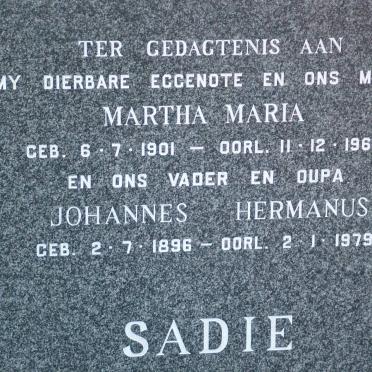 TER GEDAGTENIS AAN
MY DIERBARE EGGENOTE EN ONS M
MARTHA MARIA
GEB. 6·7·1901 — OORL. 11·12·196
EN ONS VADER EN OUPA
JOHANNES HERMANUS
GEB. 2·7·1896 — OORL. 2·1·1979
SADIE